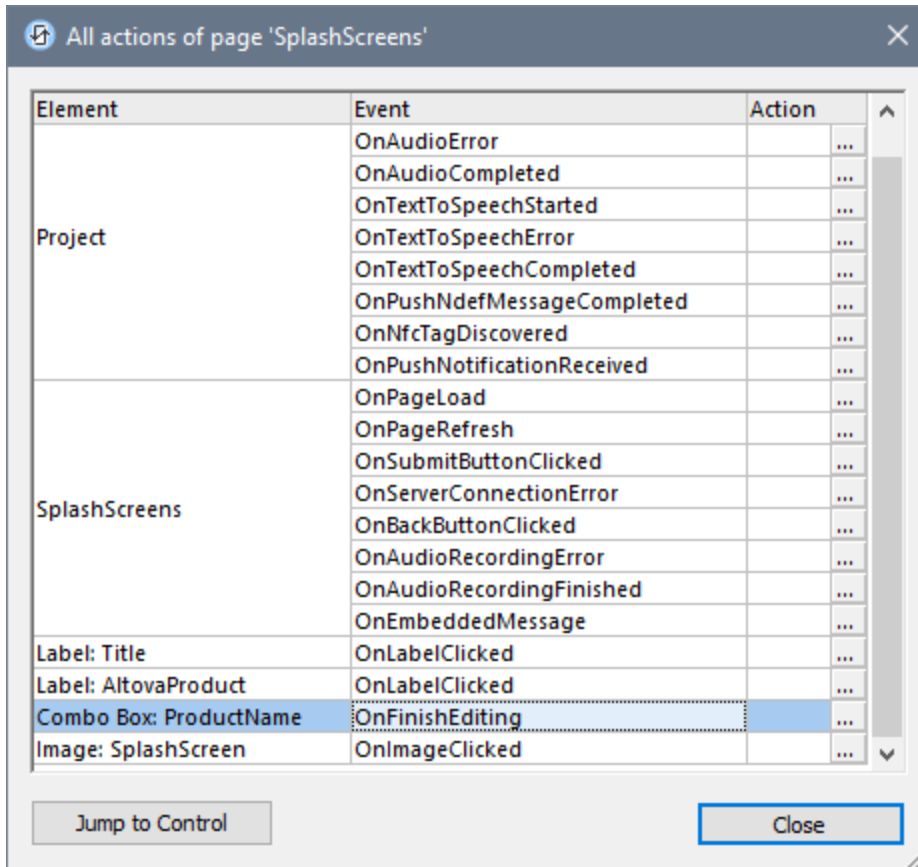 All actions of page 'SplashScreens'
Element Event Action
Project
OnAudioError ...
OnAudioCompleted ...
OnTextToSpeechStarted ...
OnTextToSpeechError ...
OnTextToSpeechCompleted ...
OnPushNdefMessageCompleted ...
OnNfcTagDiscovered ...
OnPushNotificationReceived ...
SplashScreens
OnPageLoad ...
OnPageRefresh ...
OnSubmitButtonClicked ...
OnServerConnectionError ...
OnBackButtonClicked ...
OnAudioRecordingError ...
OnAudioRecordingFinished ...
OnEmbeddedMessage ...
Label: Title OnLabelClicked ...
Label: AltovaProduct OnLabelClicked ...
Combo Box: ProductName OnFinishEditing ...
Image: SplashScreen OnImageClicked ...
Jump to Control Close